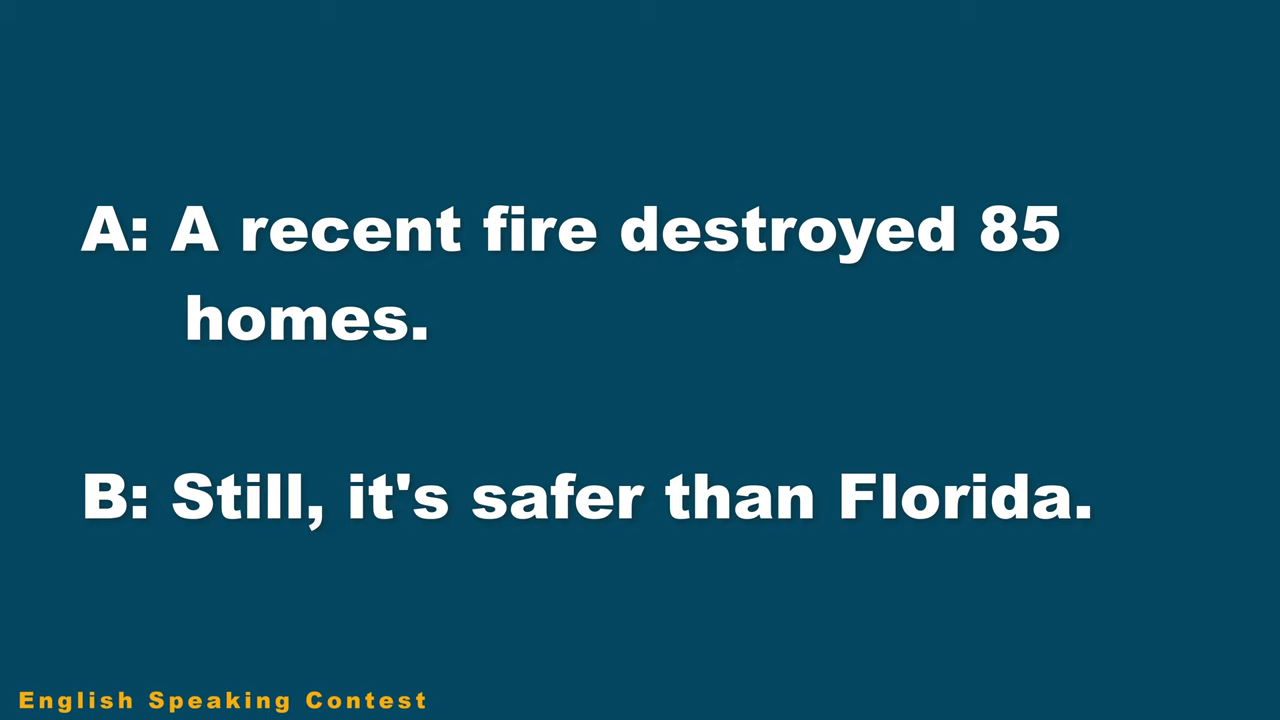 A: A recent fire destroyed 85
homes.
B: Still, it's safer than Florida.
English Speaking Contest